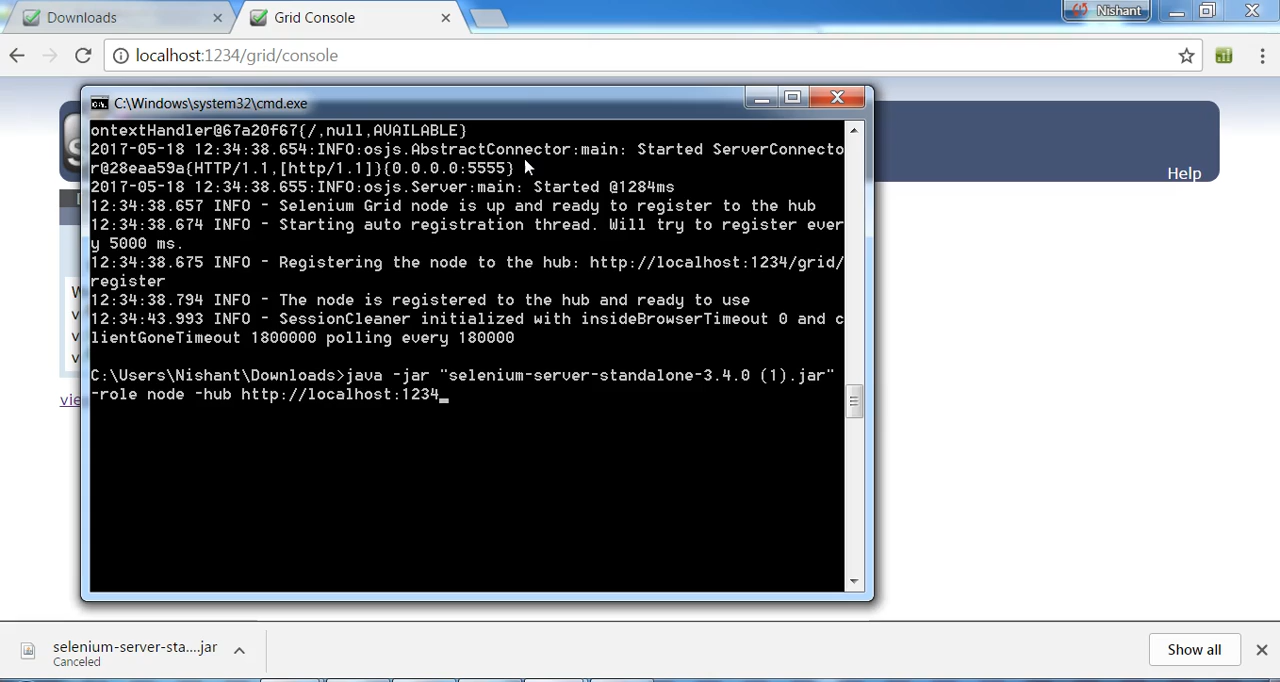 Downloads
Grid Console
Nishant
localhost:1234/grid/console
C:\Windows\system32\cmd.exe
ontextHandler@67a20f67{/,null,AVAILABLE}
2017-05-18 12:34:38.654:INFO:osjs.AbstractConnector:main: Started ServerConnecto
r@28eaa59a{HTTP/1.1,[http/1.1]}{0.0.0.0:5555}
2017-05-18 12:34:38.655:INFO:osjs.Server:main: Started @1284ms
12:34:38.657 INFO - Selenium Grid node is up and ready to register to the hub
12:34:38.674 INFO - Starting auto registration thread. Will try to register ever
y 5000 ms.
12:34:38.675 INFO - Registering the node to the hub: http://localhost:1234/grid/
register
12:34:38.794 INFO - The node is registered to the hub and ready to use
12:34:43.993 INFO - SessionCleaner initialized with insideBrowserTimeout 0 and c
lientGoneTimeout 1800000 polling every 180000
C:\Users\Nishant\Downloads>java -jar "selenium-server-standalone-3.4.0 (1).jar"
-role node -hub http://localhost:1234_
Help
vie
selenium-server-sta....jar
Canceled
Show all